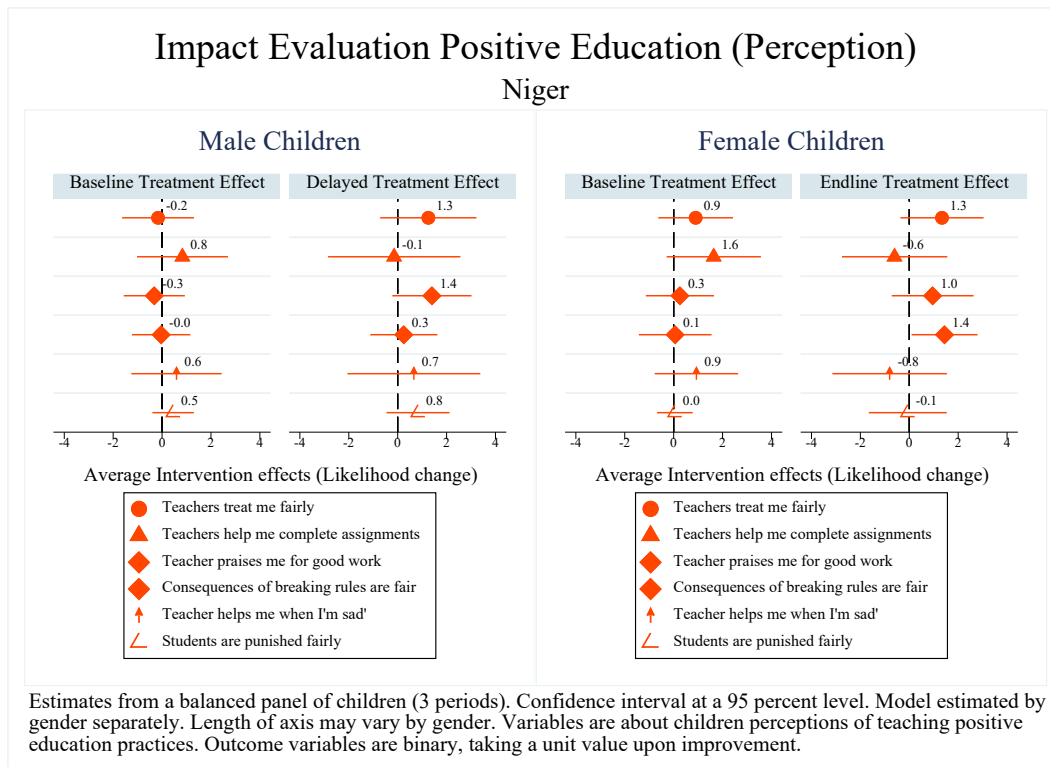 Impact Evaluation Positive Education (Perception)
Niger
Male Children
Baseline Treatment Effect
Delayed Treatment Effect
-0.2
0.8
-0.3
-0.0
0.6
0.5
1.3
-0.1
1.4
0.3
0.7
0.8
-4 -2 0 2 4
-4 -2 0 2 4
Average Intervention effects (Likelihood change)
Teachers treat me fairly
Teachers help me complete assignments
Teacher praises me for good work
Consequences of breaking rules are fair
Teacher helps me when I'm sad'
Students are punished fairly
Female Children
Baseline Treatment Effect
Endline Treatment Effect
0.9
1.6
0.3
0.1
0.9
0.0
1.3
-0.6
1.0
1.4
-0.8
-0.1
-4 -2 0 2 4
-4 -2 0 2 4
Average Intervention effects (Likelihood change)
Teachers treat me fairly
Teachers help me complete assignments
Teacher praises me for good work
Consequences of breaking rules are fair
Teacher helps me when I'm sad'
Students are punished fairly
Estimates from a balanced panel of children (3 periods). Confidence interval at a 95 percent level. Model estimated by
gender separately. Length of axis may vary by gender. Variables are about children perceptions of teaching positive
education practices. Outcome variables are binary, taking a unit value upon improvement.